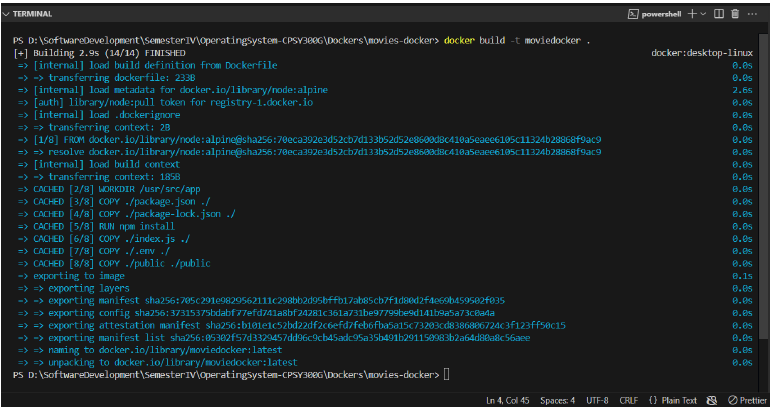 TERMINAL
powershell
PS D:\SoftwareDevelopment\SemesterIV\OperatingSystem-CPSY300G\Dockers\movies-docker> docker build -t moviedocker .
[+] Building 2.9s (14/14) FINISHED docker:desktop-linux
=> [internal] load build definition from Dockerfile 0.0s
=> => transferring dockerfile: 233B 0.0s
=> [internal] load metadata for docker.io/library/node:alpine 2.6s
=> [auth] library/node:pull token for registry-1.docker.io 0.0s
=> [internal] load .dockerignore 0.0s
=> => transferring context: 2B 0.0s
=> [1/8] FROM docker.io/library/node:alpine@sha256:70eca392e3d52cb7d133b52d52e8600d8c410a5eaee6105c11324b28868f9ac9 0.0s
=> => resolve docker.io/library/node:alpine@sha256:70eca392e3d52cb7d133b52d52e8600d8c410a5eaee6105c11324b28868f9ac9 0.0s
=> [internal] load build context 0.0s
=> => transferring context: 185B 0.0s
=> CACHED [2/8] WORKDIR /usr/src/app 0.0s
=> CACHED [3/8] COPY ./package.json ./ 0.0s
=> CACHED [4/8] COPY ./package-lock.json ./ 0.0s
=> CACHED [5/8] RUN npm install 0.0s
=> CACHED [6/8] COPY ./index.js ./ 0.0s
=> CACHED [7/8] COPY ./.env ./ 0.0s
=> CACHED [8/8] COPY ./public ./public 0.0s
=> exporting to image 0.1s
=> => exporting layers 0.0s
=> => exporting manifest sha256:705c291e9829562111c298bb2d95bffb17ab85cb7f1d80d2f4e69b459502f035 0.0s
=> => exporting config sha256:37315375bdabf77efd741a8bf24281c361a731be97799be9d141b9a5a73c0a4a 0.0s
=> => exporting attestation manifest sha256:b101e1c52bd22df2c6efd7feb6fba5a15c73203cd8386806724c3f123ff50c15 0.0s
=> => exporting manifest list sha256:05302f57d3329457dd96c9cb45adc95a35b491b291150983b2a64d80a8c56aee 0.0s
=> => naming to docker.io/library/moviedocker:latest 0.0s
=> => unpacking to docker.io/library/moviedocker:latest 0.0s
PS D:\SoftwareDevelopment\SemesterIV\OperatingSystem-CPSY300G\Dockers\movies-docker>
Ln 4, Col 45 Spaces: 4 UTF-8 CRLF {} Plain Text Prettier